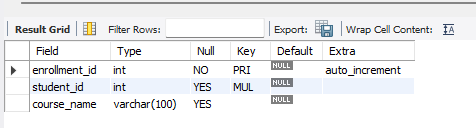 Result Grid Filter Rows: Export: Wrap Cell Content: IA
Field Type Null Key Default Extra
enrollment_id int NO PRI NULL auto_increment
student_id int YES MUL NULL
course_name varchar(100) YES NULL